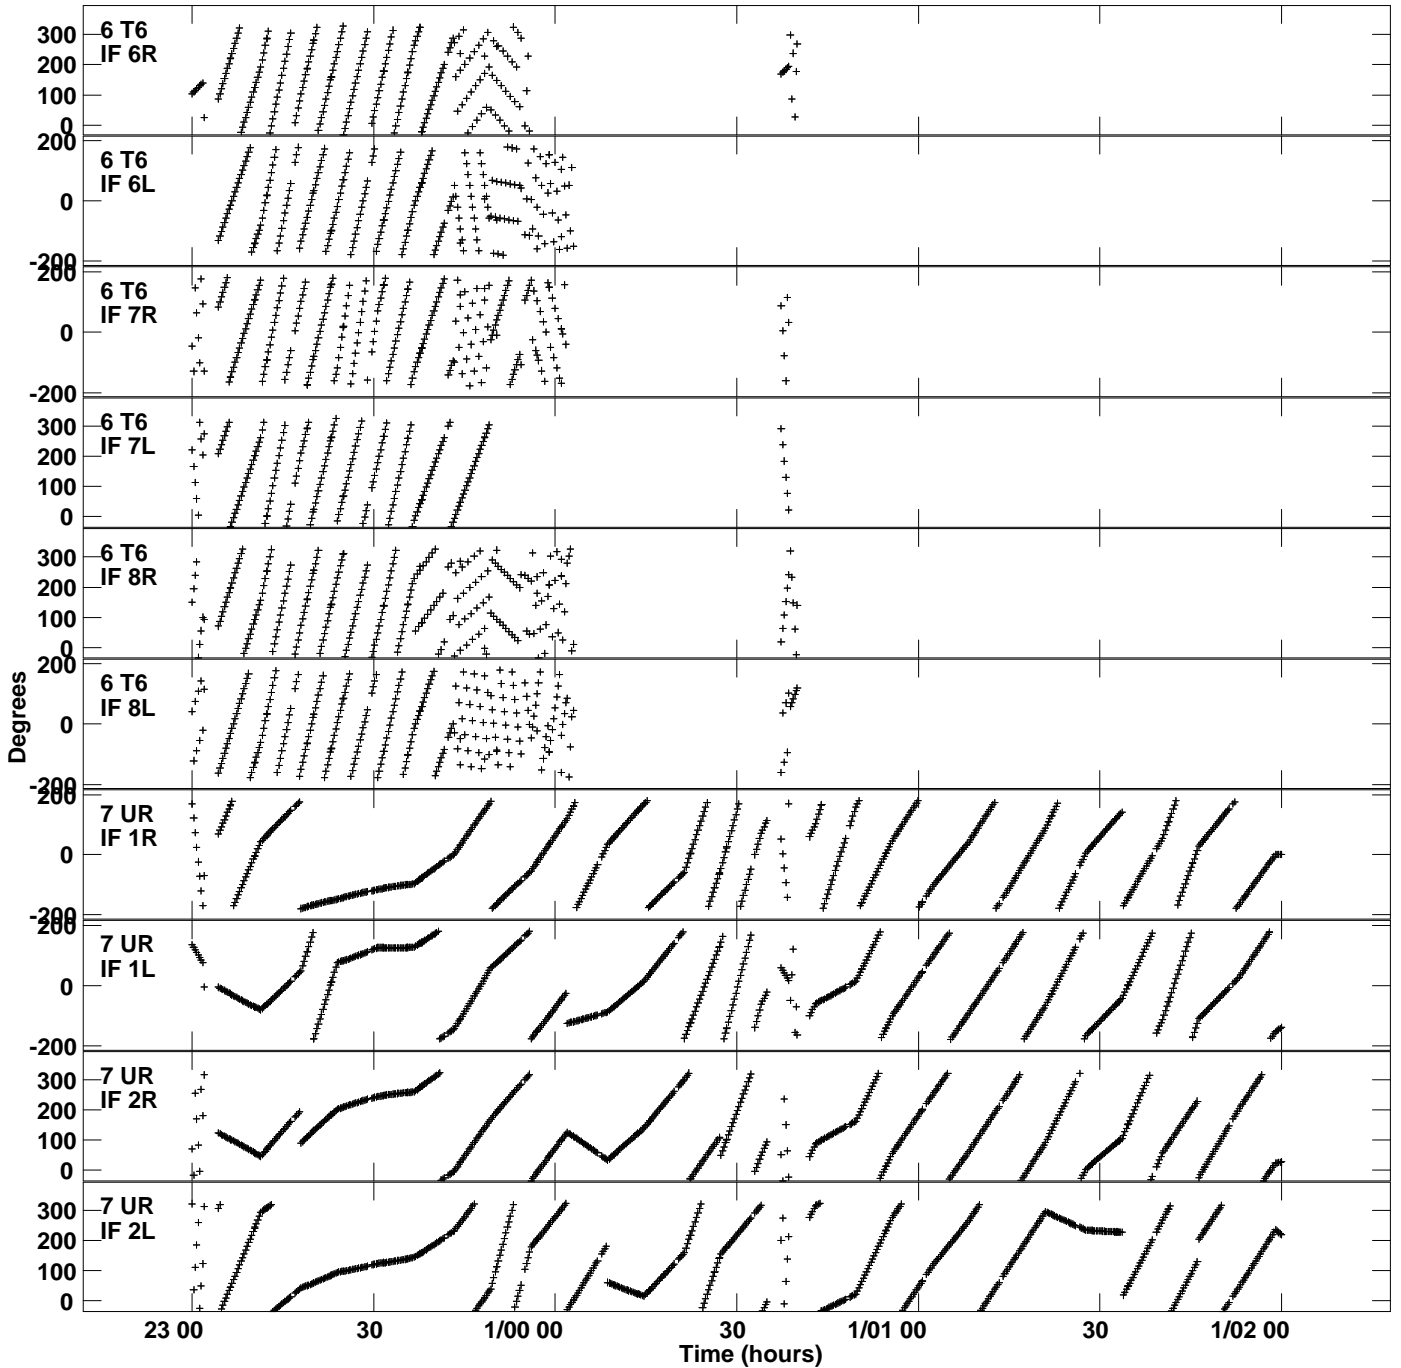 6 T6
IF 6R
300
200
100
0
6 T6
IF 6L
200
0
-200
6 T6
IF 7R
200
0
-200
6 T6
IF 7L
300
200
100
0
6 T6
IF 8R
300
200
100
0
6 T6
IF 8L
200
0
-200
7 UR
IF 1R
200
0
-200
7 UR
IF 1L
200
0
-200
7 UR
IF 2R
300
200
100
0
7 UR
IF 2L
300
200
100
0
Degrees
23 00 30 1/00 00 30 1/01 00 30 1/02 00
Time (hours)